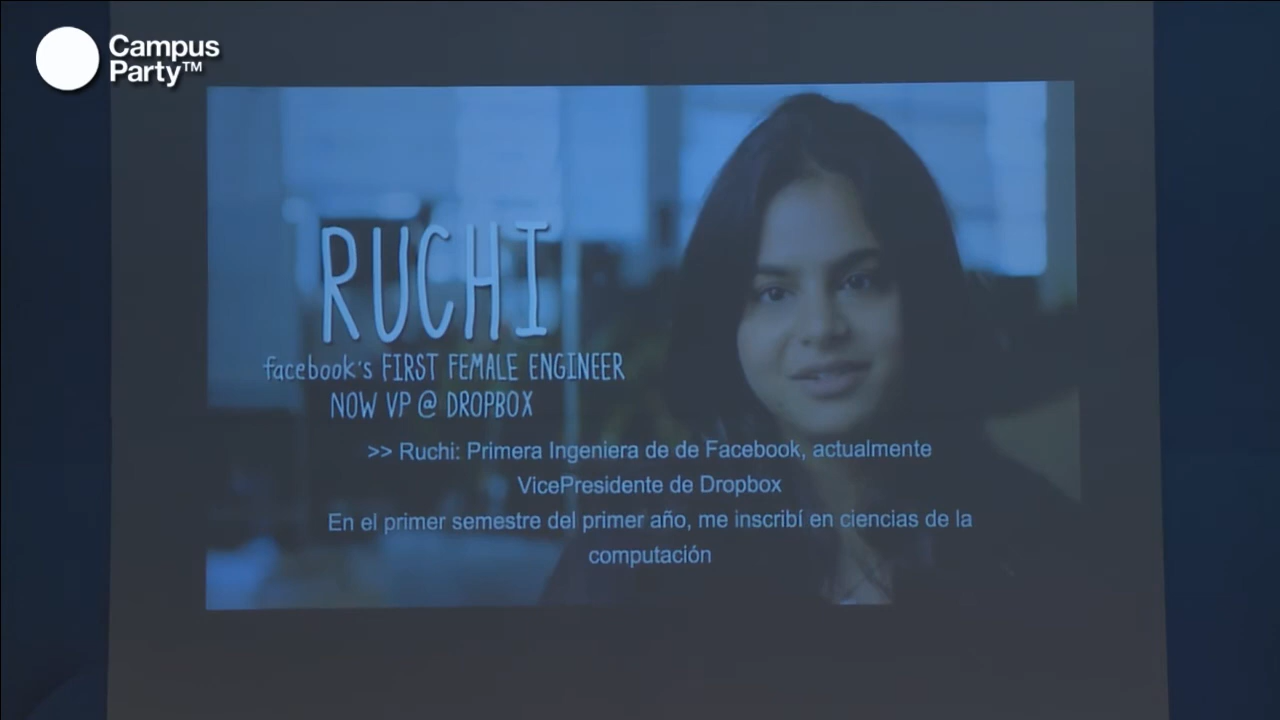 Campus
Party™
RUCHI
facebook's FIRST FEMALE ENGINEER
NOW VP @ DROPBOX
>> Ruchi: Primera Ingeniera de de Facebook, actualmente
VicePresidente de Dropbox
En el primer semestre del primer año, me inscribí en ciencias de la
computación